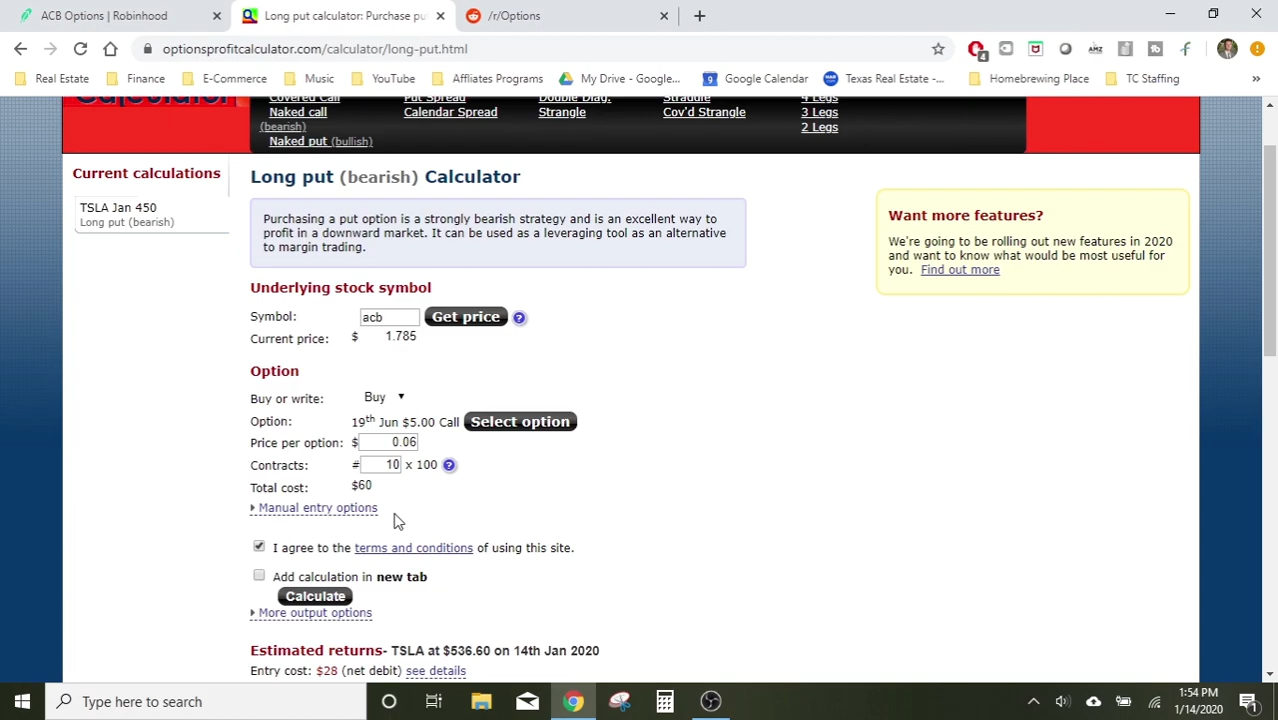 ACB Options | Robinhood
Long put calculator: Purchase pu
/r/Options
optionsprofitcalculator.com/calculator/long-put.html
4
AMZ
Real Estate
Finance
E-Commerce
Music
YouTube
Affliates Programs
My Drive - Google...
9 Google Calendar
HAR Texas Real Estate -...
Homebrewing Place
TC Staffing
»
Calculator
Covered Call
Put Spread
Double Diag.
Straddle
4 Legs
Naked call
Calendar Spread
Strangle
Cov'd Strangle
3 Legs
(bearish)
2 Legs
Naked put (bullish)
Current calculations
TSLA Jan 450
Long put (bearish)
Long put (bearish) Calculator
Purchasing a put option is a strongly bearish strategy and is an excellent way to
profit in a downward market. It can be used as a leveraging tool as an alternative
to margin trading.
Want more features?
We're going to be rolling out new features in 2020
and want to know what would be most useful for
you. Find out more
Underlying stock symbol
Symbol: acb Get price ?
Current price: $ 1.785
Option
Buy or write: Buy
Option: 19th Jun $5.00 Call Select option
Price per option: $ 0.06
Contracts: # 10 x 100 ?
Total cost: $60
Manual entry options
I agree to the terms and conditions of using this site.
Add calculation in new tab
Calculate
More output options
Estimated returns- TSLA at $536.60 on 14th Jan 2020
Entry cost: $28 (net debit) see details
Type here to search
1:54 PM
1/14/2020
1